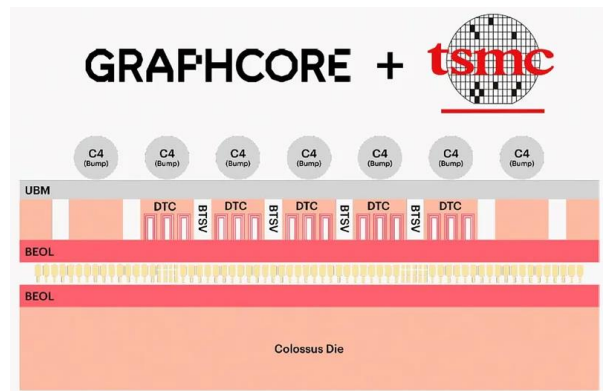 GRAPHCORE + tsmc
C4 C4 C4 C4 C4 C4 C4
(Bump) (Bump) (Bump) (Bump) (Bump) (Bump) (Bump)
UBM
DTC BTSV DTC BTSV DTC BTSV DTC BTSV DTC
BEOL
BEOL
Colossus Die